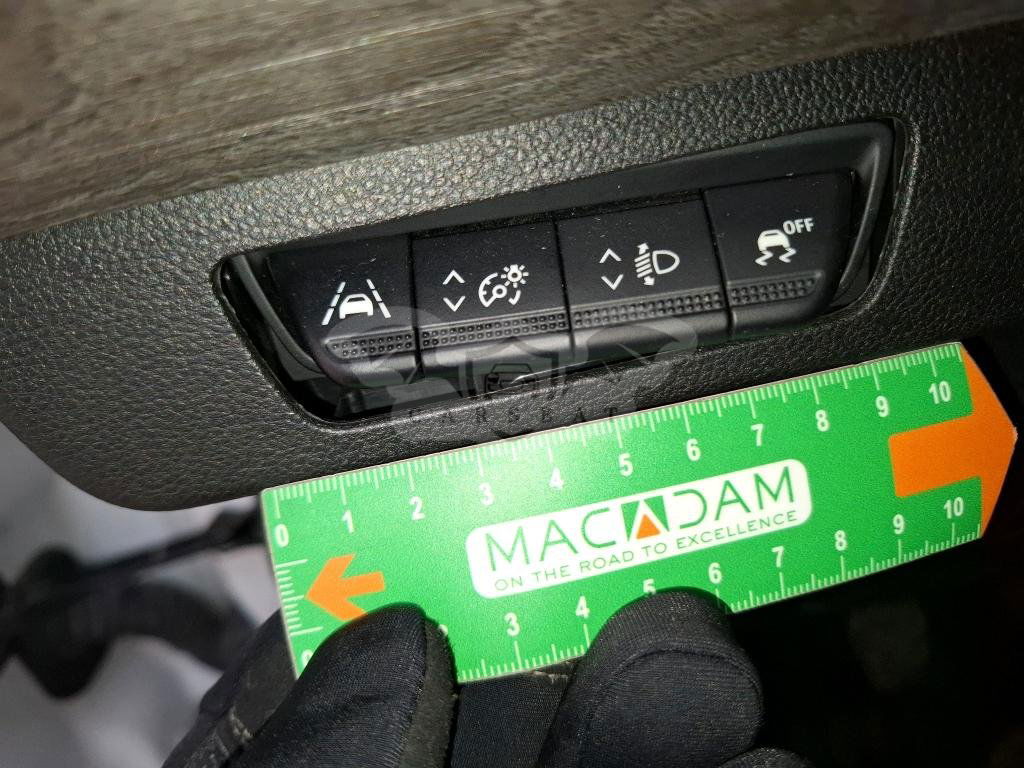 OFF
CARSEAT
0 1 2 3 4 5 6 7 8 9 10
MACADAM
ON THE ROAD TO EXCELLENCE
3 4 5 6 7 8 9 10